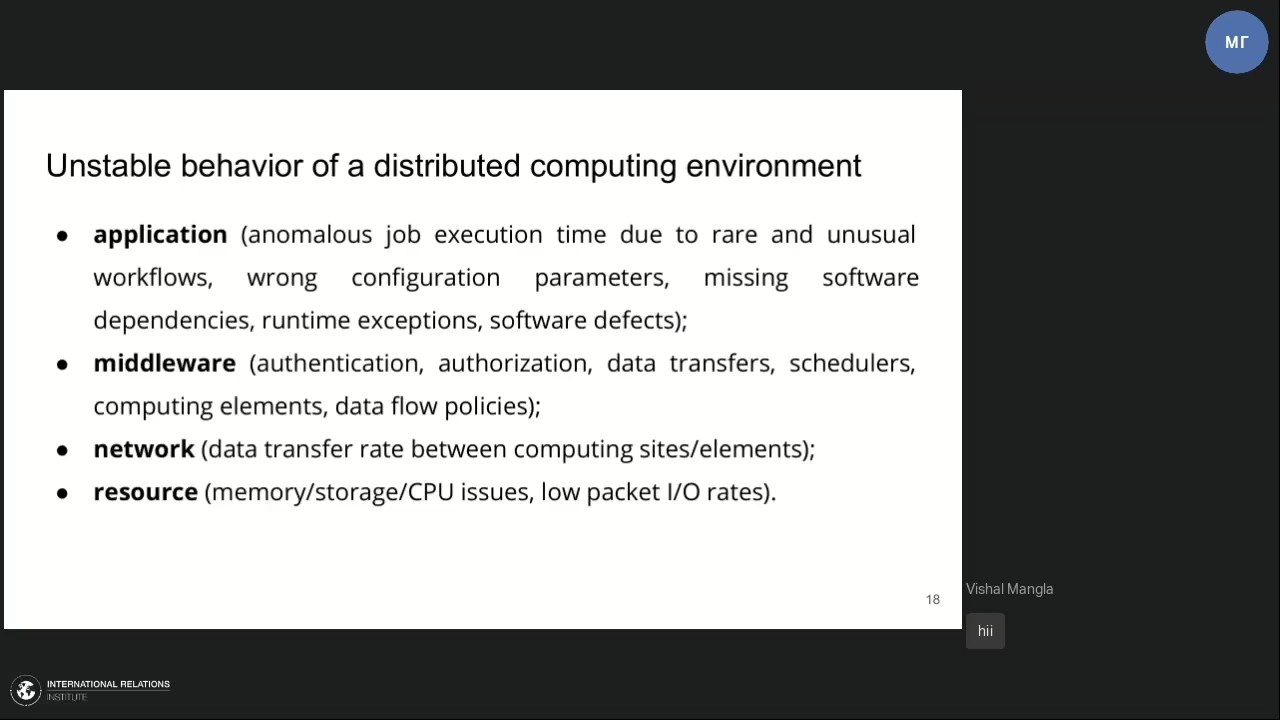 МГ
Unstable behavior of a distributed computing environment
● application (anomalous job execution time due to rare and unusual
workflows, wrong configuration parameters, missing software
dependencies, runtime exceptions, software defects);
● middleware (authentication, authorization, data transfers, schedulers,
computing elements, data flow policies);
● network (data transfer rate between computing sites/elements);
● resource (memory/storage/CPU issues, low packet I/O rates).
18
Vishal Mangla
hii
INTERNATIONAL RELATIONS
INSTITUTE